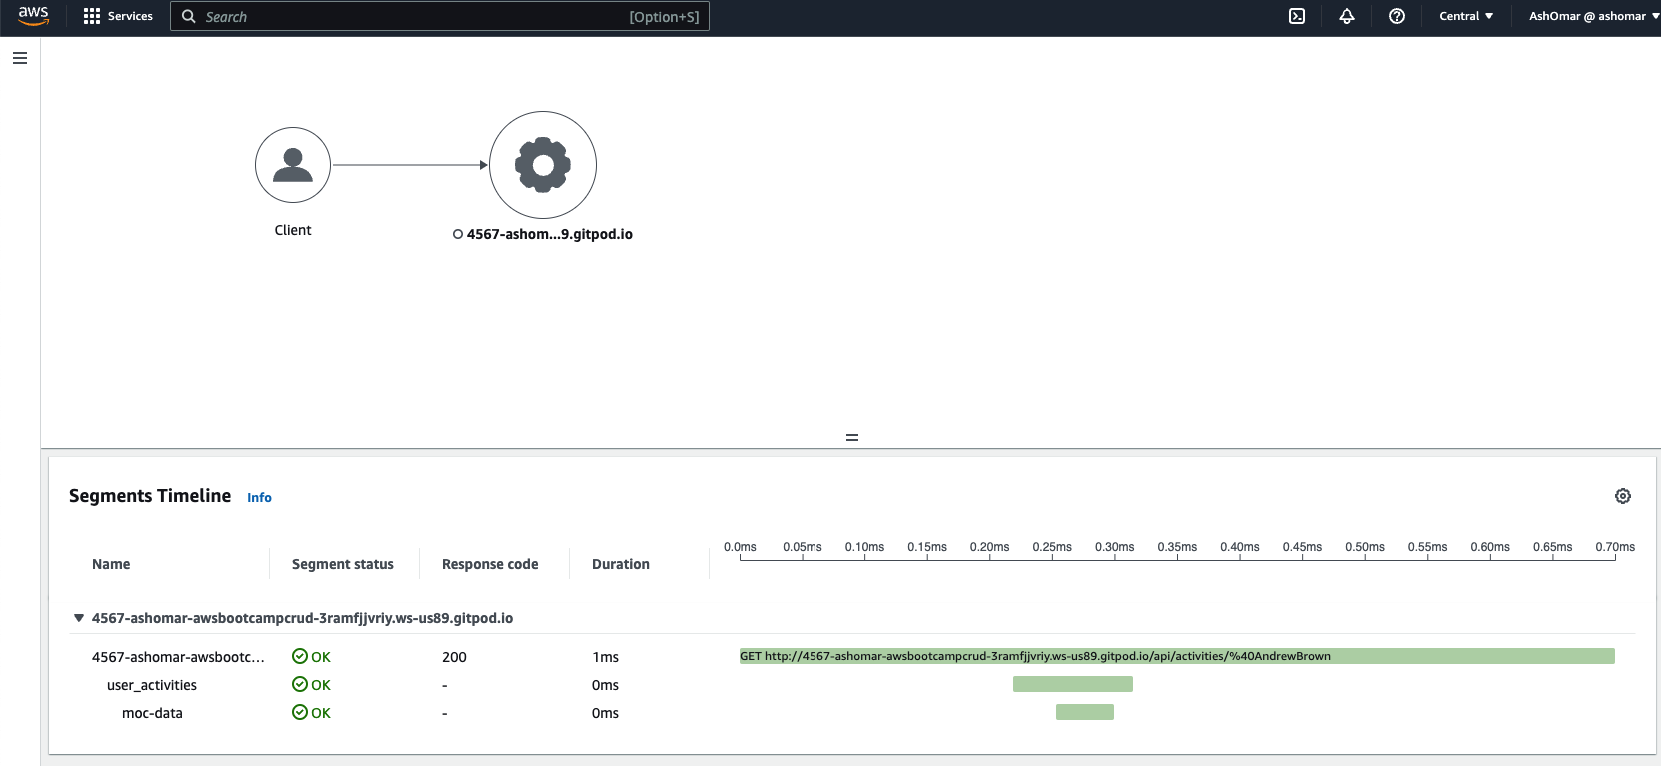 aws Services Search [Option+S] Central AshOmar @ ashomar
Client
4567-ashom...9.gitpod.io
Segments Timeline Info
0.0ms 0.05ms 0.10ms 0.15ms 0.20ms 0.25ms 0.30ms 0.35ms 0.40ms 0.45ms 0.50ms 0.55ms 0.60ms 0.65ms 0.70ms
Name Segment status Response code Duration
4567-ashomar-awsbootcampcrud-3ramfjjvriy.ws-us89.gitpod.io
4567-ashomar-awsbootc... OK 200 1ms GET http://4567-ashomar-awsbootcampcrud-3ramfjjvriy.ws-us89.gitpod.io/api/activities/%40AndrewBrown
user_activities OK - 0ms
moc-data OK - 0ms